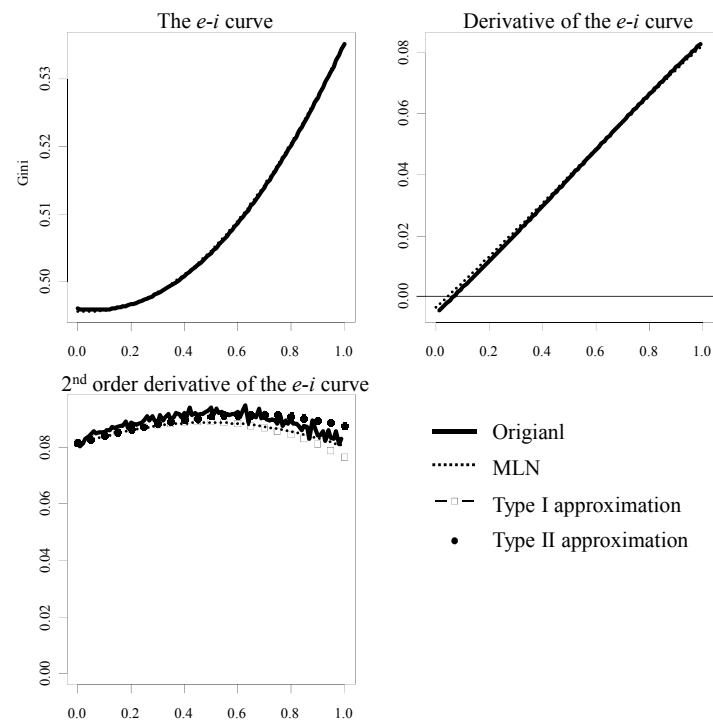 The e-i curve
Derivative of the e-i curve
Gini
0.53
0.52
0.51
0.50
0.0 0.2 0.4 0.6 0.8 1.0
0.08
0.06
0.04
0.02
0.00
0.0 0.2 0.4 0.6 0.8 1.0
2nd order derivative of the e-i curve
0.08
0.06
0.04
0.02
0.00
0.0 0.2 0.4 0.6 0.8 1.0
Origianl
MLN
Type I approximation
Type II approximation